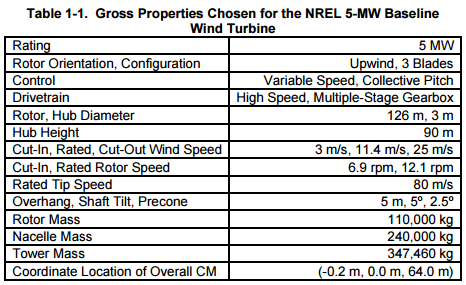 Table 1-1. Gross Properties Chosen for the NREL 5-MW Baseline
Wind Turbine
Rating 5 MW
Rotor Orientation, Configuration Upwind, 3 Blades
Control Variable Speed, Collective Pitch
Drivetrain High Speed, Multiple-Stage Gearbox
Rotor, Hub Diameter 126 m, 3 m
Hub Height 90 m
Cut-In, Rated, Cut-Out Wind Speed 3 m/s, 11.4 m/s, 25 m/s
Cut-In, Rated Rotor Speed 6.9 rpm, 12.1 rpm
Rated Tip Speed 80 m/s
Overhang, Shaft Tilt, Precone 5 m, 5º, 2.5º
Rotor Mass 110,000 kg
Nacelle Mass 240,000 kg
Tower Mass 347,460 kg
Coordinate Location of Overall CM (-0.2 m, 0.0 m, 64.0 m)